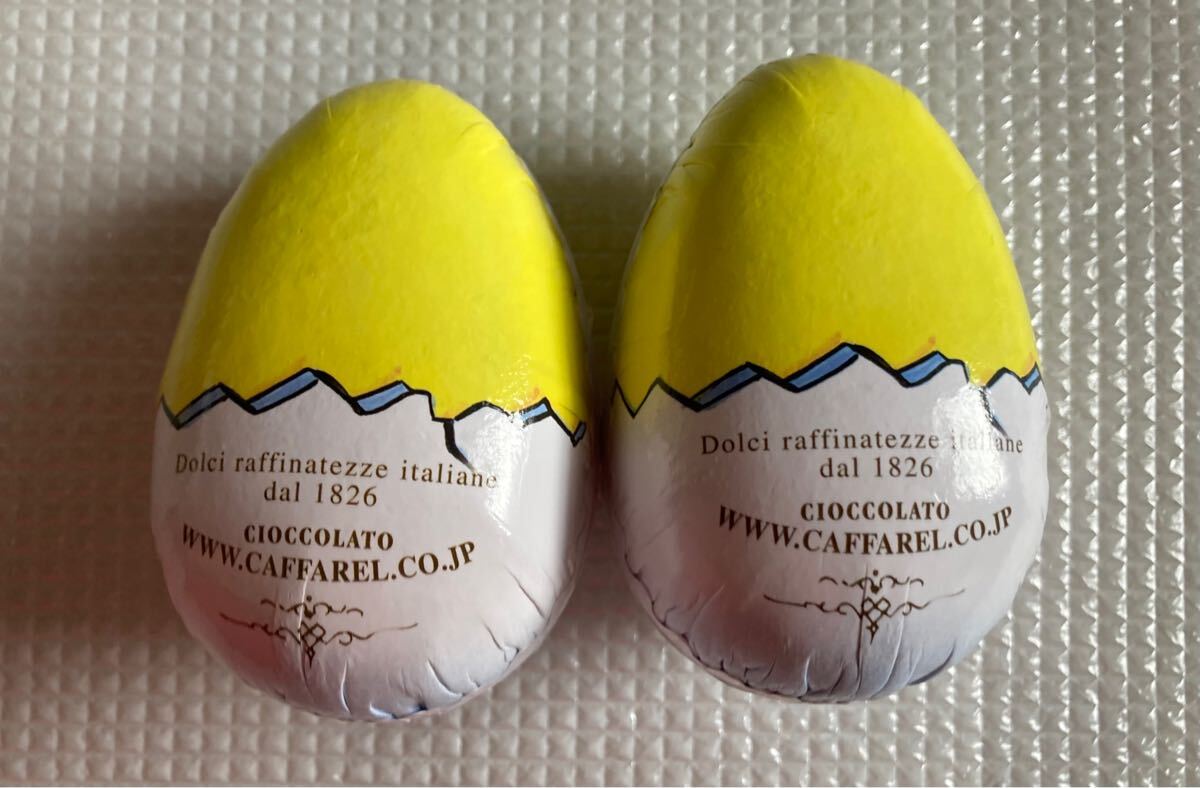 Dolci raffinatezze italiane
dal 1826
CIOCCOLATO
WWW.CAFFAREL.CO.JP
Dolci raffinatezze italiane
dal 1826
CIOCCOLATO
WWW.CAFFAREL.CO.JP